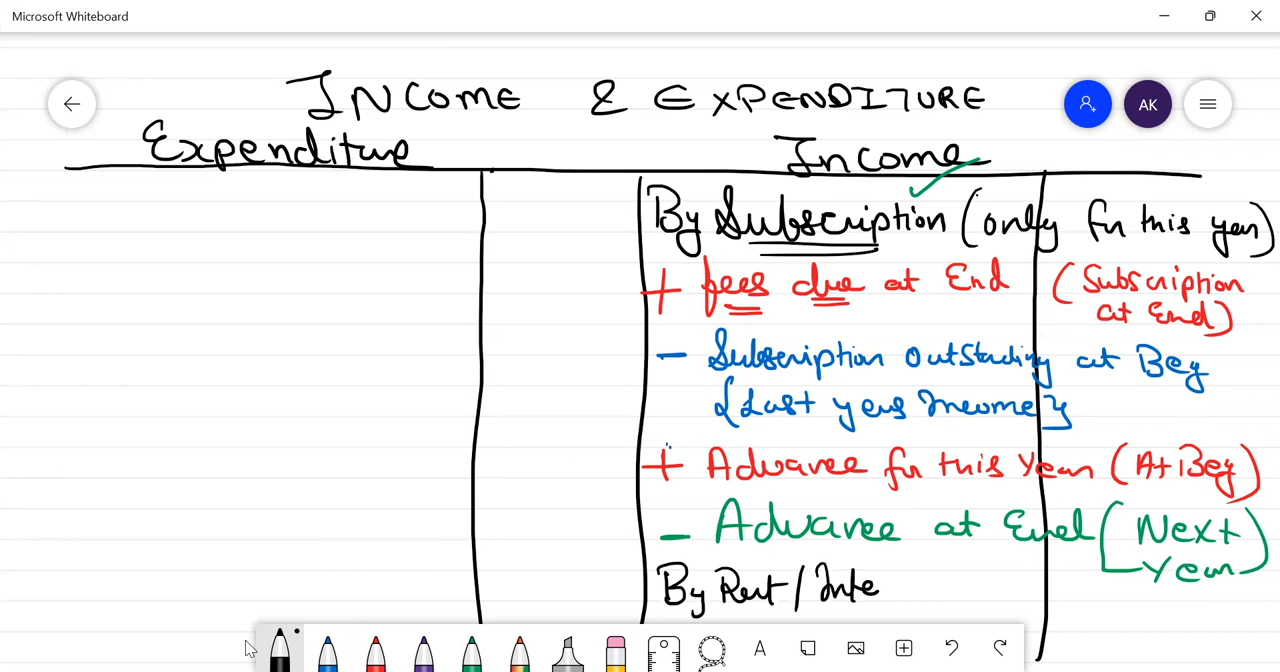 Microsoft Whiteboard
INCOME & EXPENDITURE
AK
Expenditure
Income
By Subscription (only for this year)
+ fees due at End (Subscription at End)
- Subscription Outstading at Beg
{Last years Income}
+ Advance for this Year (At Beg)
- Advance at End (Next Year)
By Rent/Inte
A